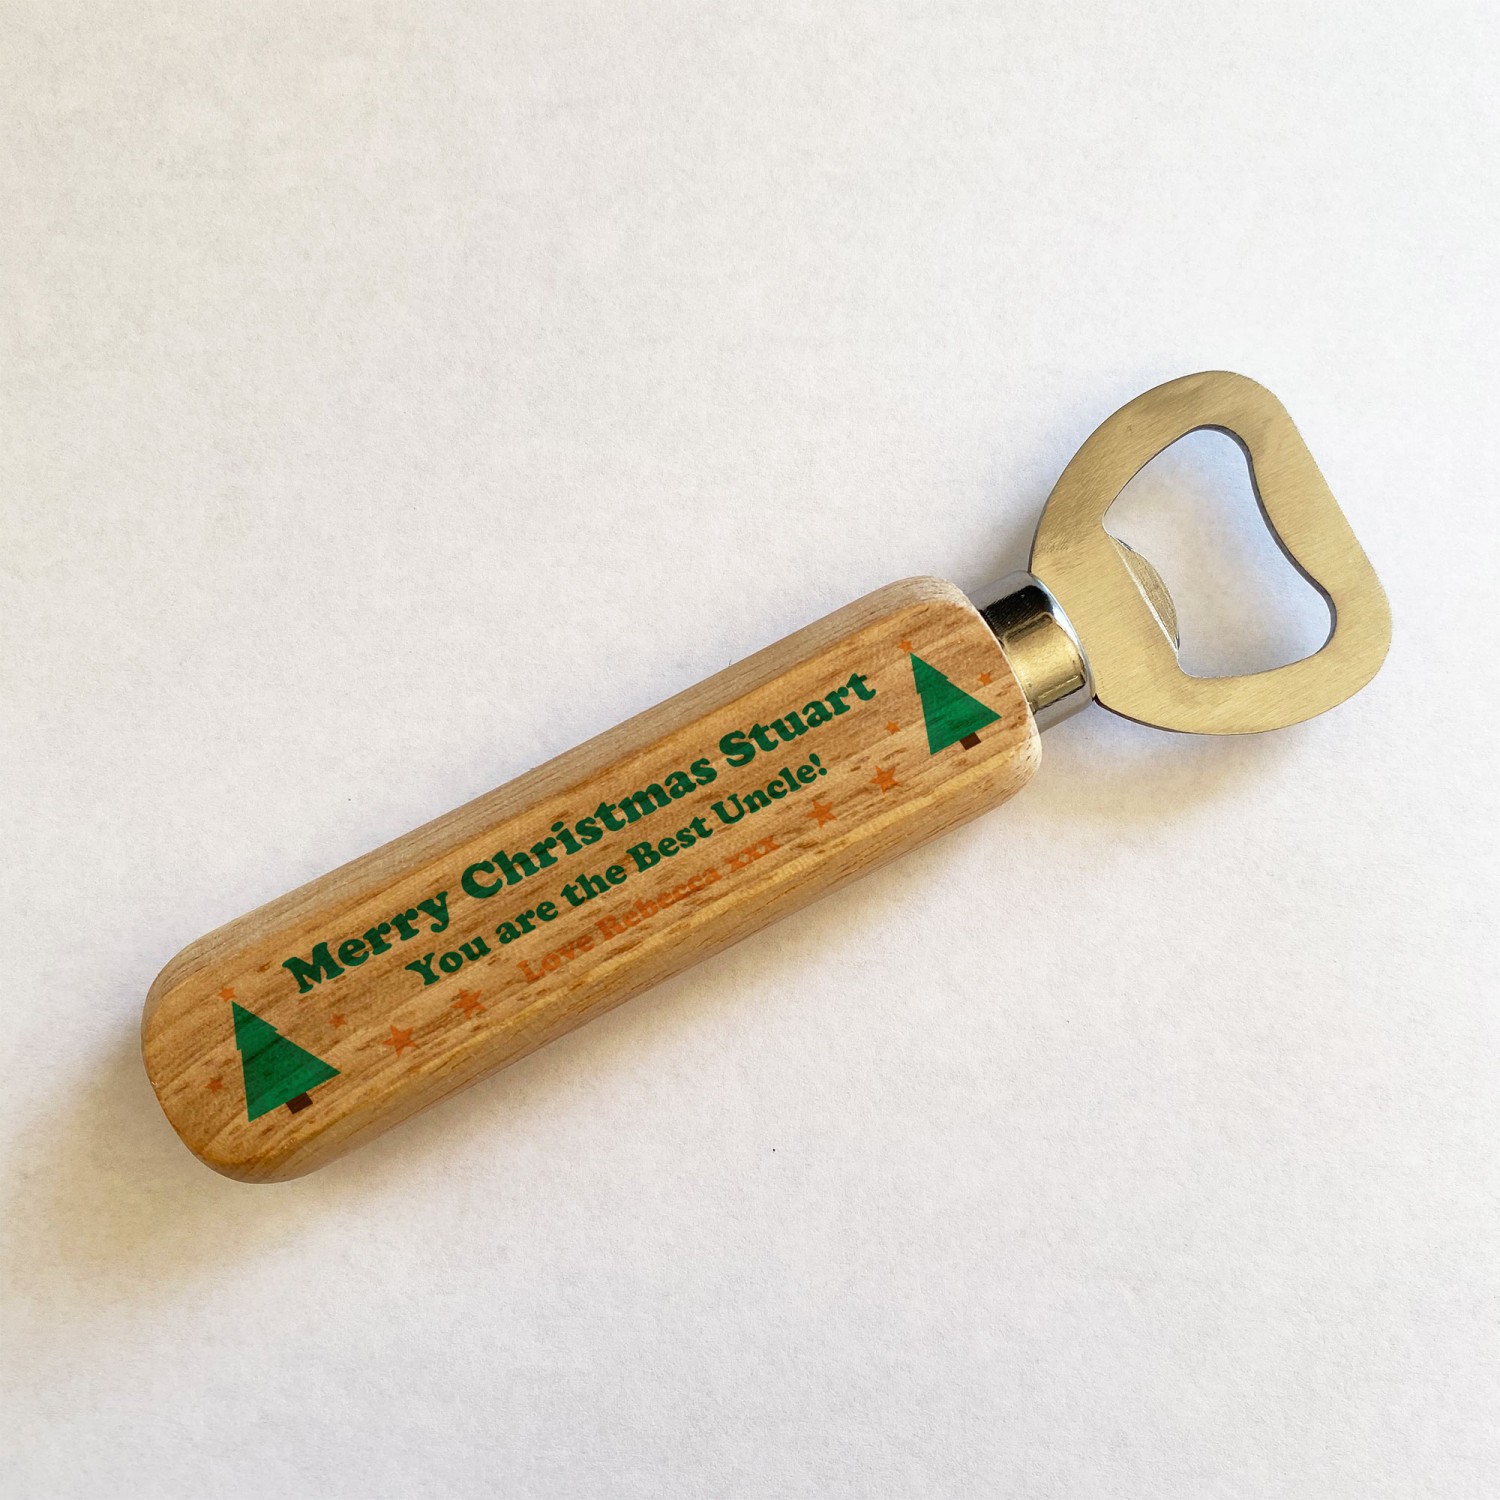 Merry Christmas Stuart
You are the Best Uncle!
Love Rebecca xxx